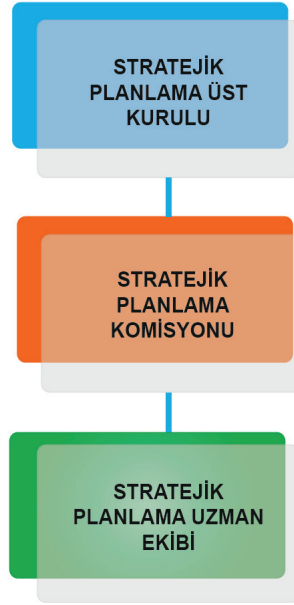 STRATEJİK
PLANLAMA ÜST
KURULU
STRATEJİK
PLANLAMA
KOMİSYONU
STRATEJİK
PLANLAMA UZMAN
EKİBİ